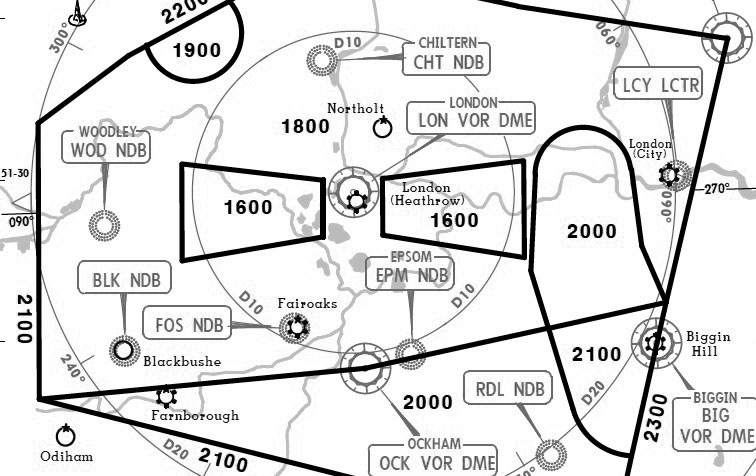 2200
300°
1900
D10
CHILTERN
CHT NDB
060°
LCY LCTR
Northolt
LONDON
LON VOR DME
1800
WOODLEY
WOD NDB
London
(City)
51-30
090°
London
(Heathrow)
1600
1600
270°
090°
2000
EPSOM
EPM NDB
BLK NDB
D10
D10
Fairoaks
FOS NDB
2100
Blackbushe
Biggin
Hill
240°
2100
RDL NDB
D20
Farnborough
2000
2300
BIGGIN
BIG
VOR DME
Odiham
D20
2100
OCKHAM
OCK VOR DME